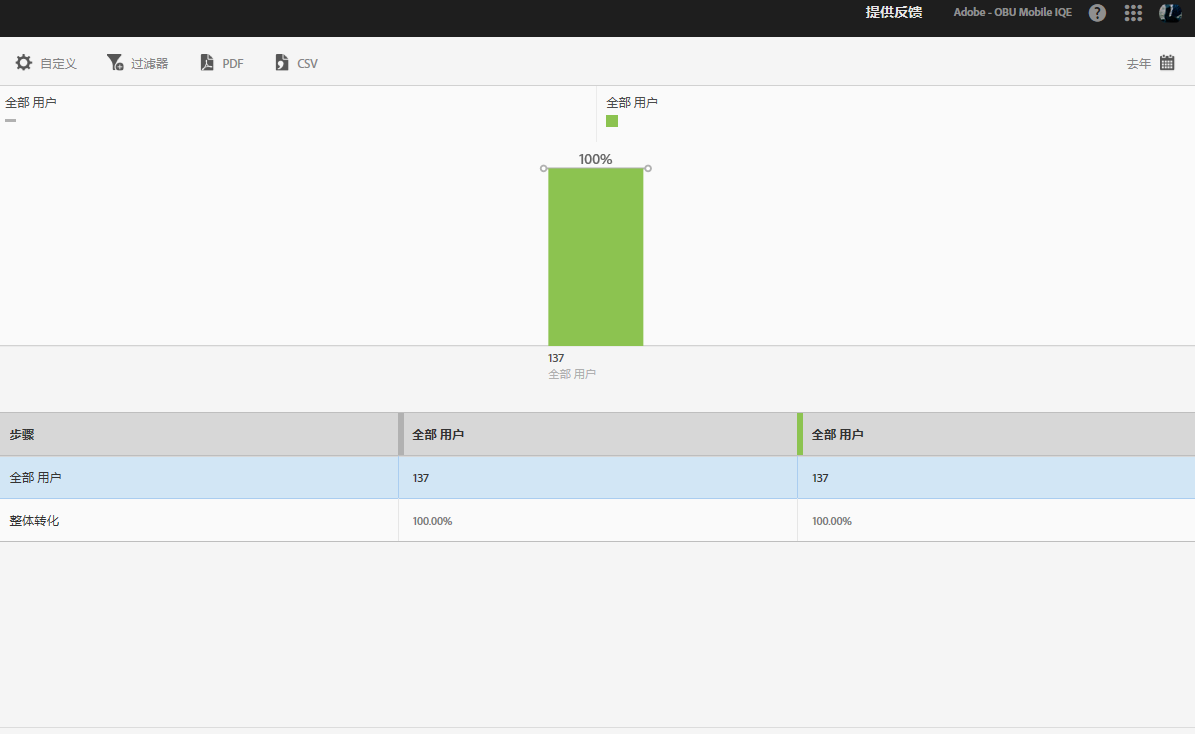 提供反馈 Adobe - OBU Mobile IQE ?
自定义 过滤器 PDF CSV 去年
全部 用户 全部 用户
100%
137
全部 用户
步骤 全部 用户 全部 用户
全部 用户 137 137
整体转化 100.00% 100.00%